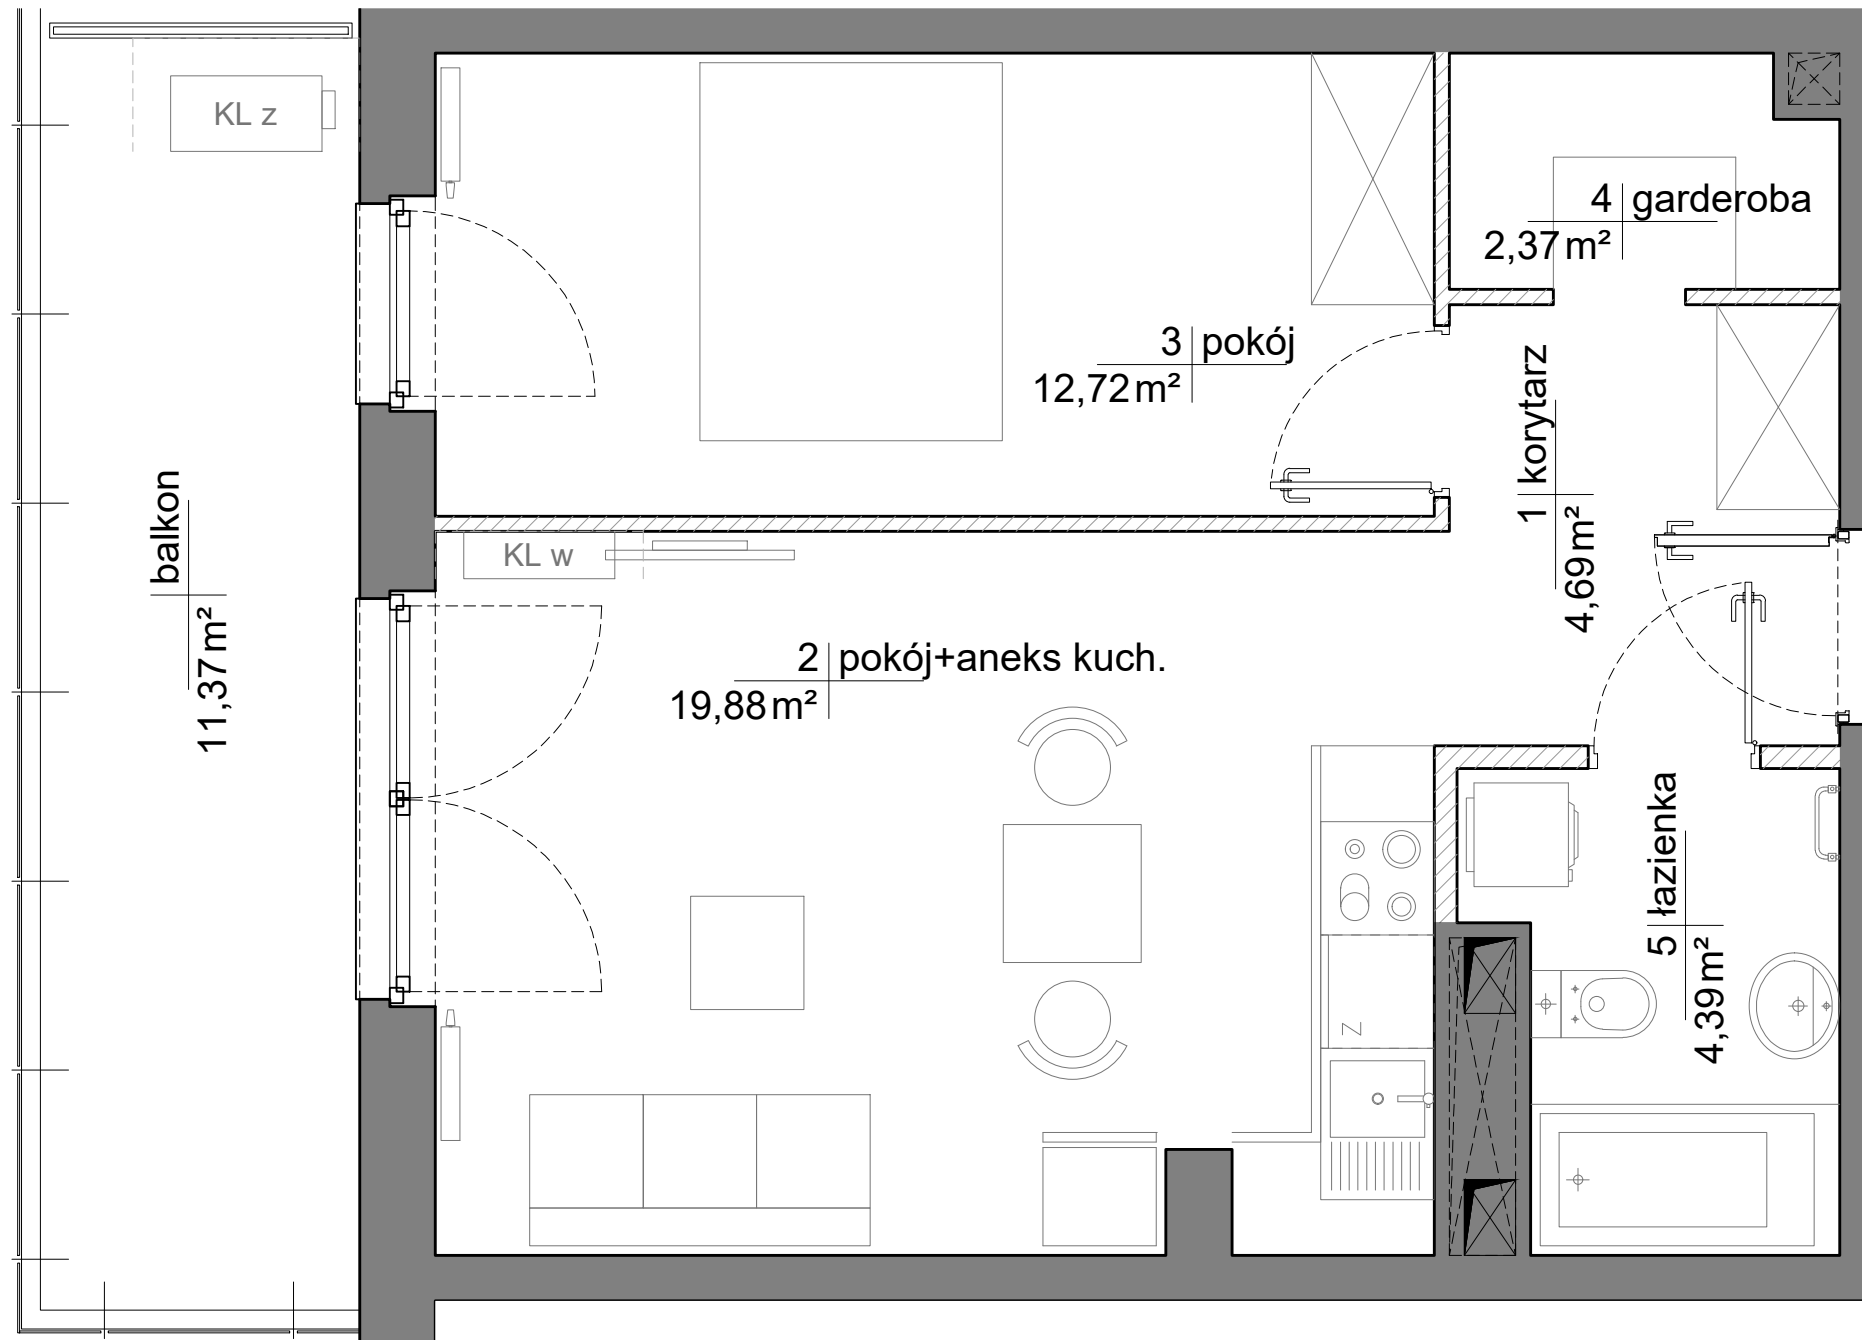 KL z
4 garderoba
2,37 m²
3 pokój
12,72 m²
1 korytarz
4,69 m²
balkon
11,37 m²
KL w
2 pokój+aneks kuch.
19,88 m²
5 łazienka
4,39 m²
Z